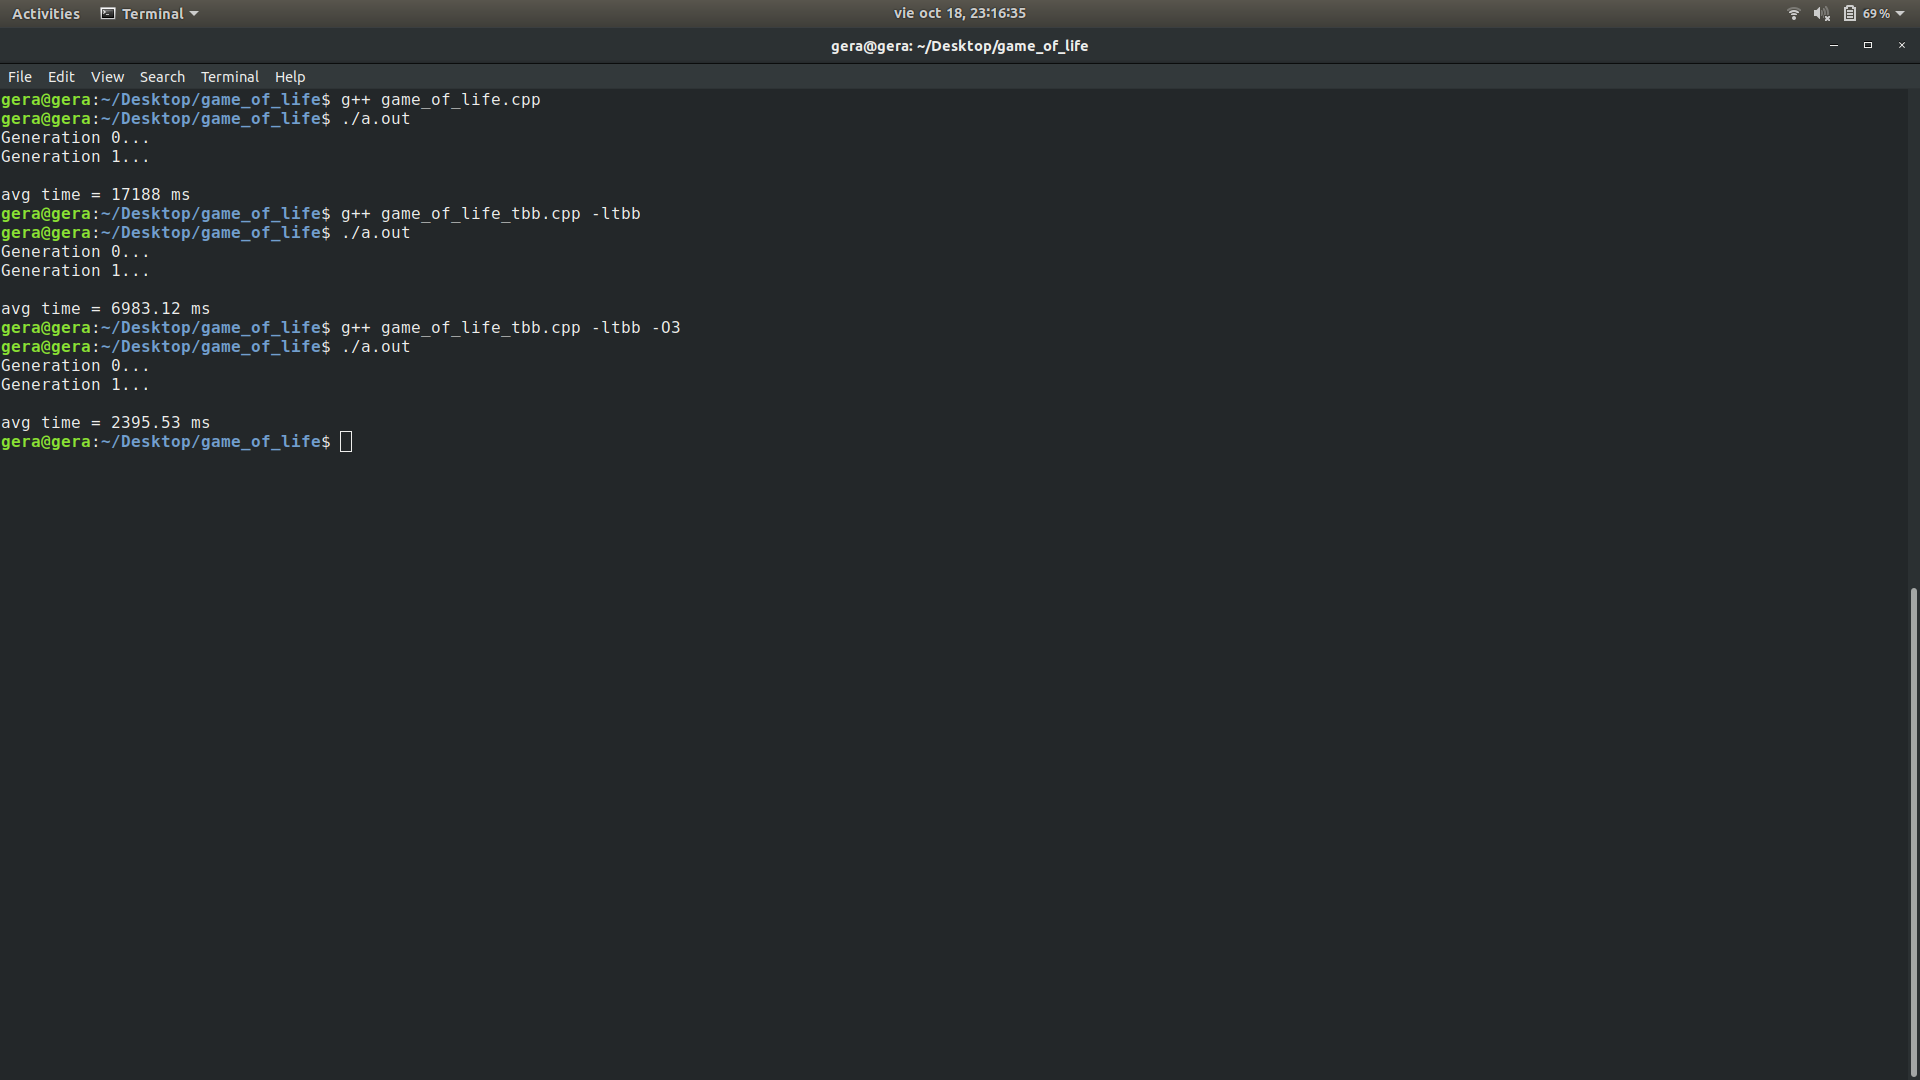 Activities Terminal vie oct 18, 23:16:35 69 %
gera@gera: ~/Desktop/game_of_life
File Edit View Search Terminal Help
gera@gera:~/Desktop/game_of_life$ g++ game_of_life.cpp
gera@gera:~/Desktop/game_of_life$ ./a.out
Generation 0...
Generation 1...
avg time = 17188 ms
gera@gera:~/Desktop/game_of_life$ g++ game_of_life_tbb.cpp -ltbb
gera@gera:~/Desktop/game_of_life$ ./a.out
Generation 0...
Generation 1...
avg time = 6983.12 ms
gera@gera:~/Desktop/game_of_life$ g++ game_of_life_tbb.cpp -ltbb -O3
gera@gera:~/Desktop/game_of_life$ ./a.out
Generation 0...
Generation 1...
avg time = 2395.53 ms
gera@gera:~/Desktop/game_of_life$